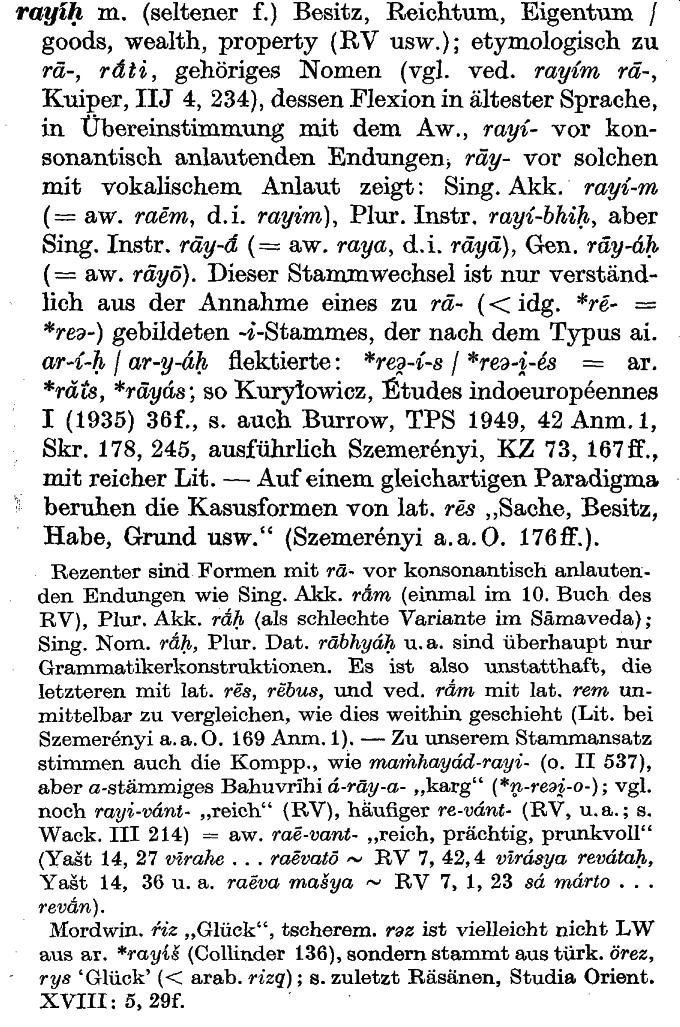 rayíḥ m. (seltener f.) Besitz, Reichtum, Eigentum /
goods, wealth, property (RV usw.); etymologisch zu
rā-, rā́ti, gehöriges Nomen (vgl. ved. rayím rā-,
Kuiper, IIJ 4, 234), dessen Flexion in ältester Sprache,
in Übereinstimmung mit dem Aw., rayí- vor kon-
sonantisch anlautenden Endungen, rāy- vor solchen
mit vokalischem Anlaut zeigt: Sing. Akk. rayí-m
(= aw. raēm, d.i. rayim), Plur. Instr. rayí-bhiḥ, aber
Sing. Instr. rāy-ā́ (= aw. raya, d.i. rāyā), Gen. rāy-áḥ
(= aw. rāyō). Dieser Stammwechsel ist nur verständ-
lich aus der Annahme eines zu rā- (< idg. *rē- =
*reə-) gebildeten -i-Stammes, der nach dem Typus ai.
ar-í-ḥ / ar-y-áḥ flektierte: *reə̯-í-s / *reə-i̯-és = ar.
*rāís, *rāyás; so Kuryłowicz, Études indoeuropéennes
I (1935) 36f., s. auch Burrow, TPS 1949, 42 Anm. 1,
Skr. 178, 245, ausführlich Szemerényi, KZ 73, 167ff.,
mit reicher Lit. — Auf einem gleichartigen Paradigma
beruhen die Kasusformen von lat. rēs „Sache, Besitz,
Habe, Grund usw.“ (Szemerényi a.a.O. 176ff.).
Rezenter sind Formen mit rā- vor konsonantisch anlauten-
den Endungen wie Sing. Akk. rā́m (einmal im 10. Buch des
RV), Plur. Akk. rā́ḥ (als schlechte Variante im Sāmaveda);
Sing. Nom. rā́ḥ, Plur. Dat. rābhyáḥ u.a. sind überhaupt nur
Grammatikerkonstruktionen. Es ist also unstatthaft, die
letzteren mit lat. rēs, rēbus, und ved. rā́m mit lat. rem un-
mittelbar zu vergleichen, wie dies weithin geschieht (Lit. bei
Szemerényi a.a.O. 169 Anm. 1). — Zu unserem Stammansatz
stimmen auch die Kompp., wie maṁhayád-rayi- (o. II 537),
aber a-stämmiges Bahuvrīhi á-rāy-a- „karg“ (*n̥-reəi̯-o-); vgl.
noch rayi-vánt- „reich“ (RV), häufiger re-vánt- (RV, u.a.; s.
Wack. III 214) = aw. raē-vant- „reich, prächtig, prunkvoll“
(Yašt 14, 27 vīrahe . . . raēvatō ~ RV 7, 42,4 vīrásya revátaḥ,
Yašt 14, 36 u. a. raēva mašya ~ RV 7, 1, 23 sá márto . . .
revā́n).
Mordwin. ŕiz „Glück“, tscherem. rəz ist vielleicht nicht LW
aus ar. *rayíš (Collinder 136), sondern stammt aus türk. örez,
rys ‘Glück’ (< arab. rizq); s. zuletzt Räsänen, Studia Orient.
XVIII: 5, 29f.